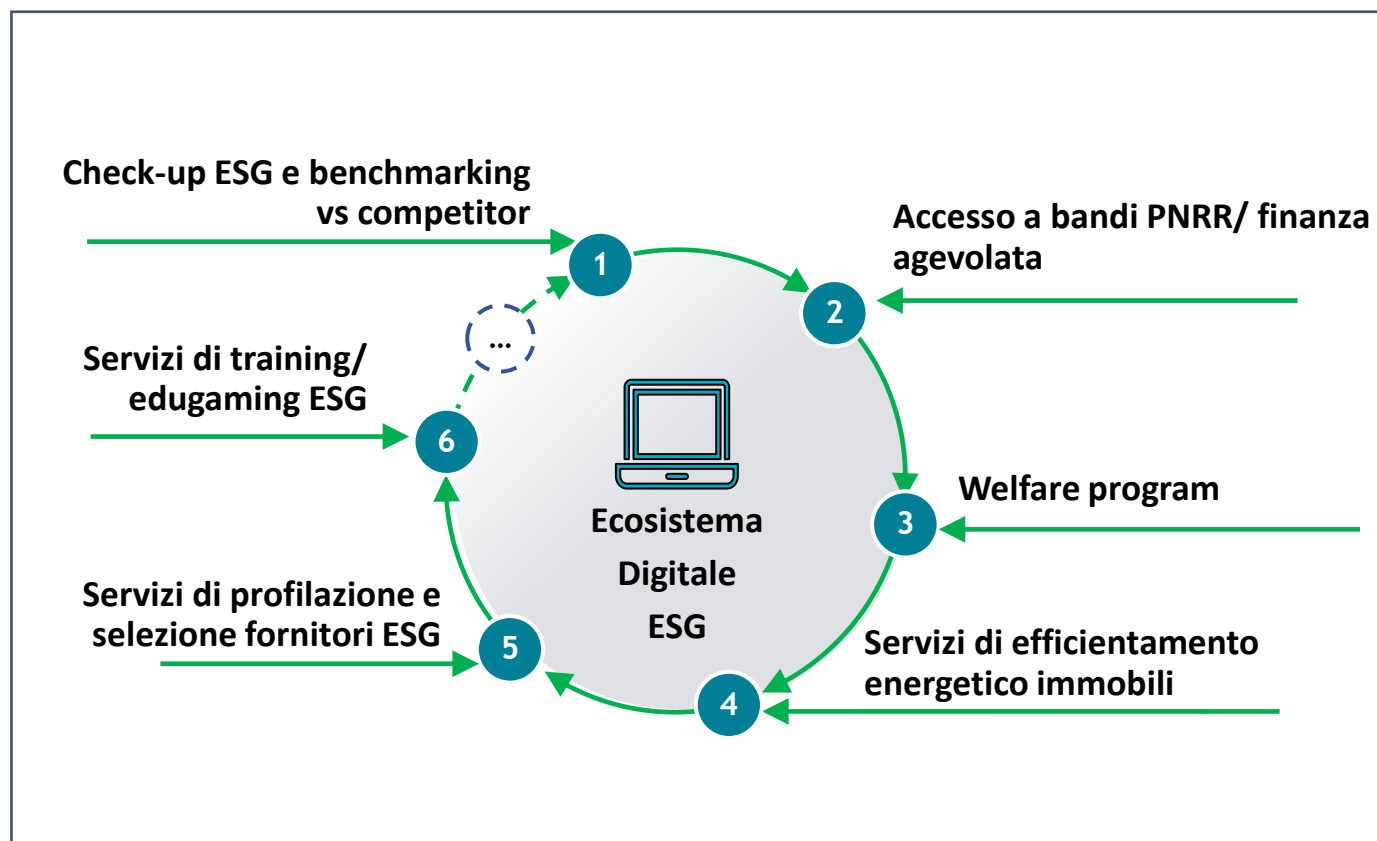 Check-up ESG e benchmarking
vs competitor
1
Accesso a bandi PNRR/ finanza
agevolata
2
...
Servizi di training/
edugaming ESG
6
Welfare program
3
Ecosistema
Digitale
ESG
Servizi di profilazione e
selezione fornitori ESG
5
Servizi di efficientamento
energetico immobili
4